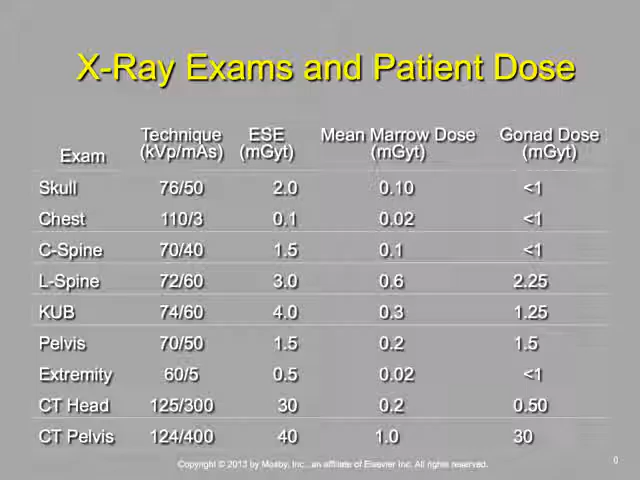 X-Ray Exams and Patient Dose
Exam Technique (kVp/mAs) ESE (mGyt) Mean Marrow Dose (mGyt) Gonad Dose (mGyt)
Skull 76/50 2.0 0.10 <1
Chest 110/3 0.1 0.02 <1
C-Spine 70/40 1.5 0.1 <1
L-Spine 72/60 3.0 0.6 2.25
KUB 74/60 4.0 0.3 1.25
Pelvis 70/50 1.5 0.2 1.5
Extremity 60/5 0.5 0.02 <1
CT Head 125/300 30 0.2 0.50
CT Pelvis 124/400 40 1.0 30
Copyright © 2013 by Mosby, Inc., an affiliate of Elsevier Inc. All rights reserved.